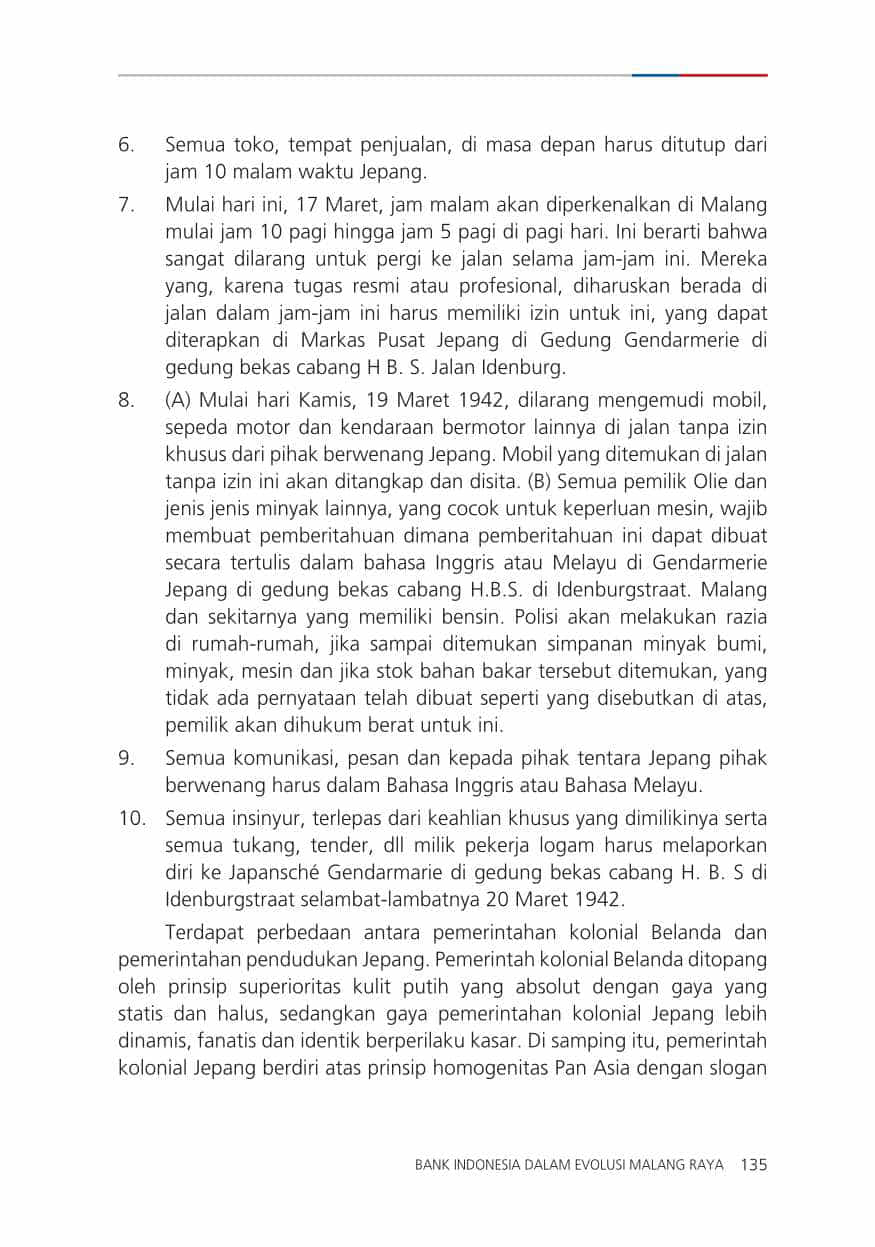 6. Semua toko, tempat penjualan, di masa depan harus ditutup dari
jam 10 malam waktu Jepang.
7. Mulai hari ini, 17 Maret, jam malam akan diperkenalkan di Malang
mulai jam 10 pagi hingga jam 5 pagi di pagi hari. Ini berarti bahwa
sangat dilarang untuk pergi ke jalan selama jam-jam ini. Mereka
yang, karena tugas resmi atau profesional, diharuskan berada di
jalan dalam jam-jam ini harus memiliki izin untuk ini, yang dapat
diterapkan di Markas Pusat Jepang di Gedung Gendarmerie di
gedung bekas cabang H B. S. Jalan Idenburg.
8. (A) Mulai hari Kamis, 19 Maret 1942, dilarang mengemudi mobil,
sepeda motor dan kendaraan bermotor lainnya di jalan tanpa izin
khusus dari pihak berwenang Jepang. Mobil yang ditemukan di jalan
tanpa izin ini akan ditangkap dan disita. (B) Semua pemilik Olie dan
jenis jenis minyak lainnya, yang cocok untuk keperluan mesin, wajib
membuat pemberitahuan dimana pemberitahuan ini dapat dibuat
secara tertulis dalam bahasa Inggris atau Melayu di Gendarmerie
Jepang di gedung bekas cabang H.B.S. di Idenburgstraat. Malang
dan sekitarnya yang memiliki bensin. Polisi akan melakukan razia
di rumah-rumah, jika sampai ditemukan simpanan minyak bumi,
minyak, mesin dan jika stok bahan bakar tersebut ditemukan, yang
tidak ada pernyataan telah dibuat seperti yang disebutkan di atas,
pemilik akan dihukum berat untuk ini.
9. Semua komunikasi, pesan dan kepada pihak tentara Jepang pihak
berwenang harus dalam Bahasa Inggris atau Bahasa Melayu.
10. Semua insinyur, terlepas dari keahlian khusus yang dimilikinya serta
semua tukang, tender, dll milik pekerja logam harus melaporkan
diri ke Japansché Gendarmarie di gedung bekas cabang H. B. S di
Idenburgstraat selambat-lambatnya 20 Maret 1942.
Terdapat perbedaan antara pemerintahan kolonial Belanda dan
pemerintahan pendudukan Jepang. Pemerintah kolonial Belanda ditopang
oleh prinsip superioritas kulit putih yang absolut dengan gaya yang
statis dan halus, sedangkan gaya pemerintahan kolonial Jepang lebih
dinamis, fanatis dan identik berperilaku kasar. Di samping itu, pemerintah
kolonial Jepang berdiri atas prinsip homogenitas Pan Asia dengan slogan
BANK INDONESIA DALAM EVOLUSI MALANG RAYA 135